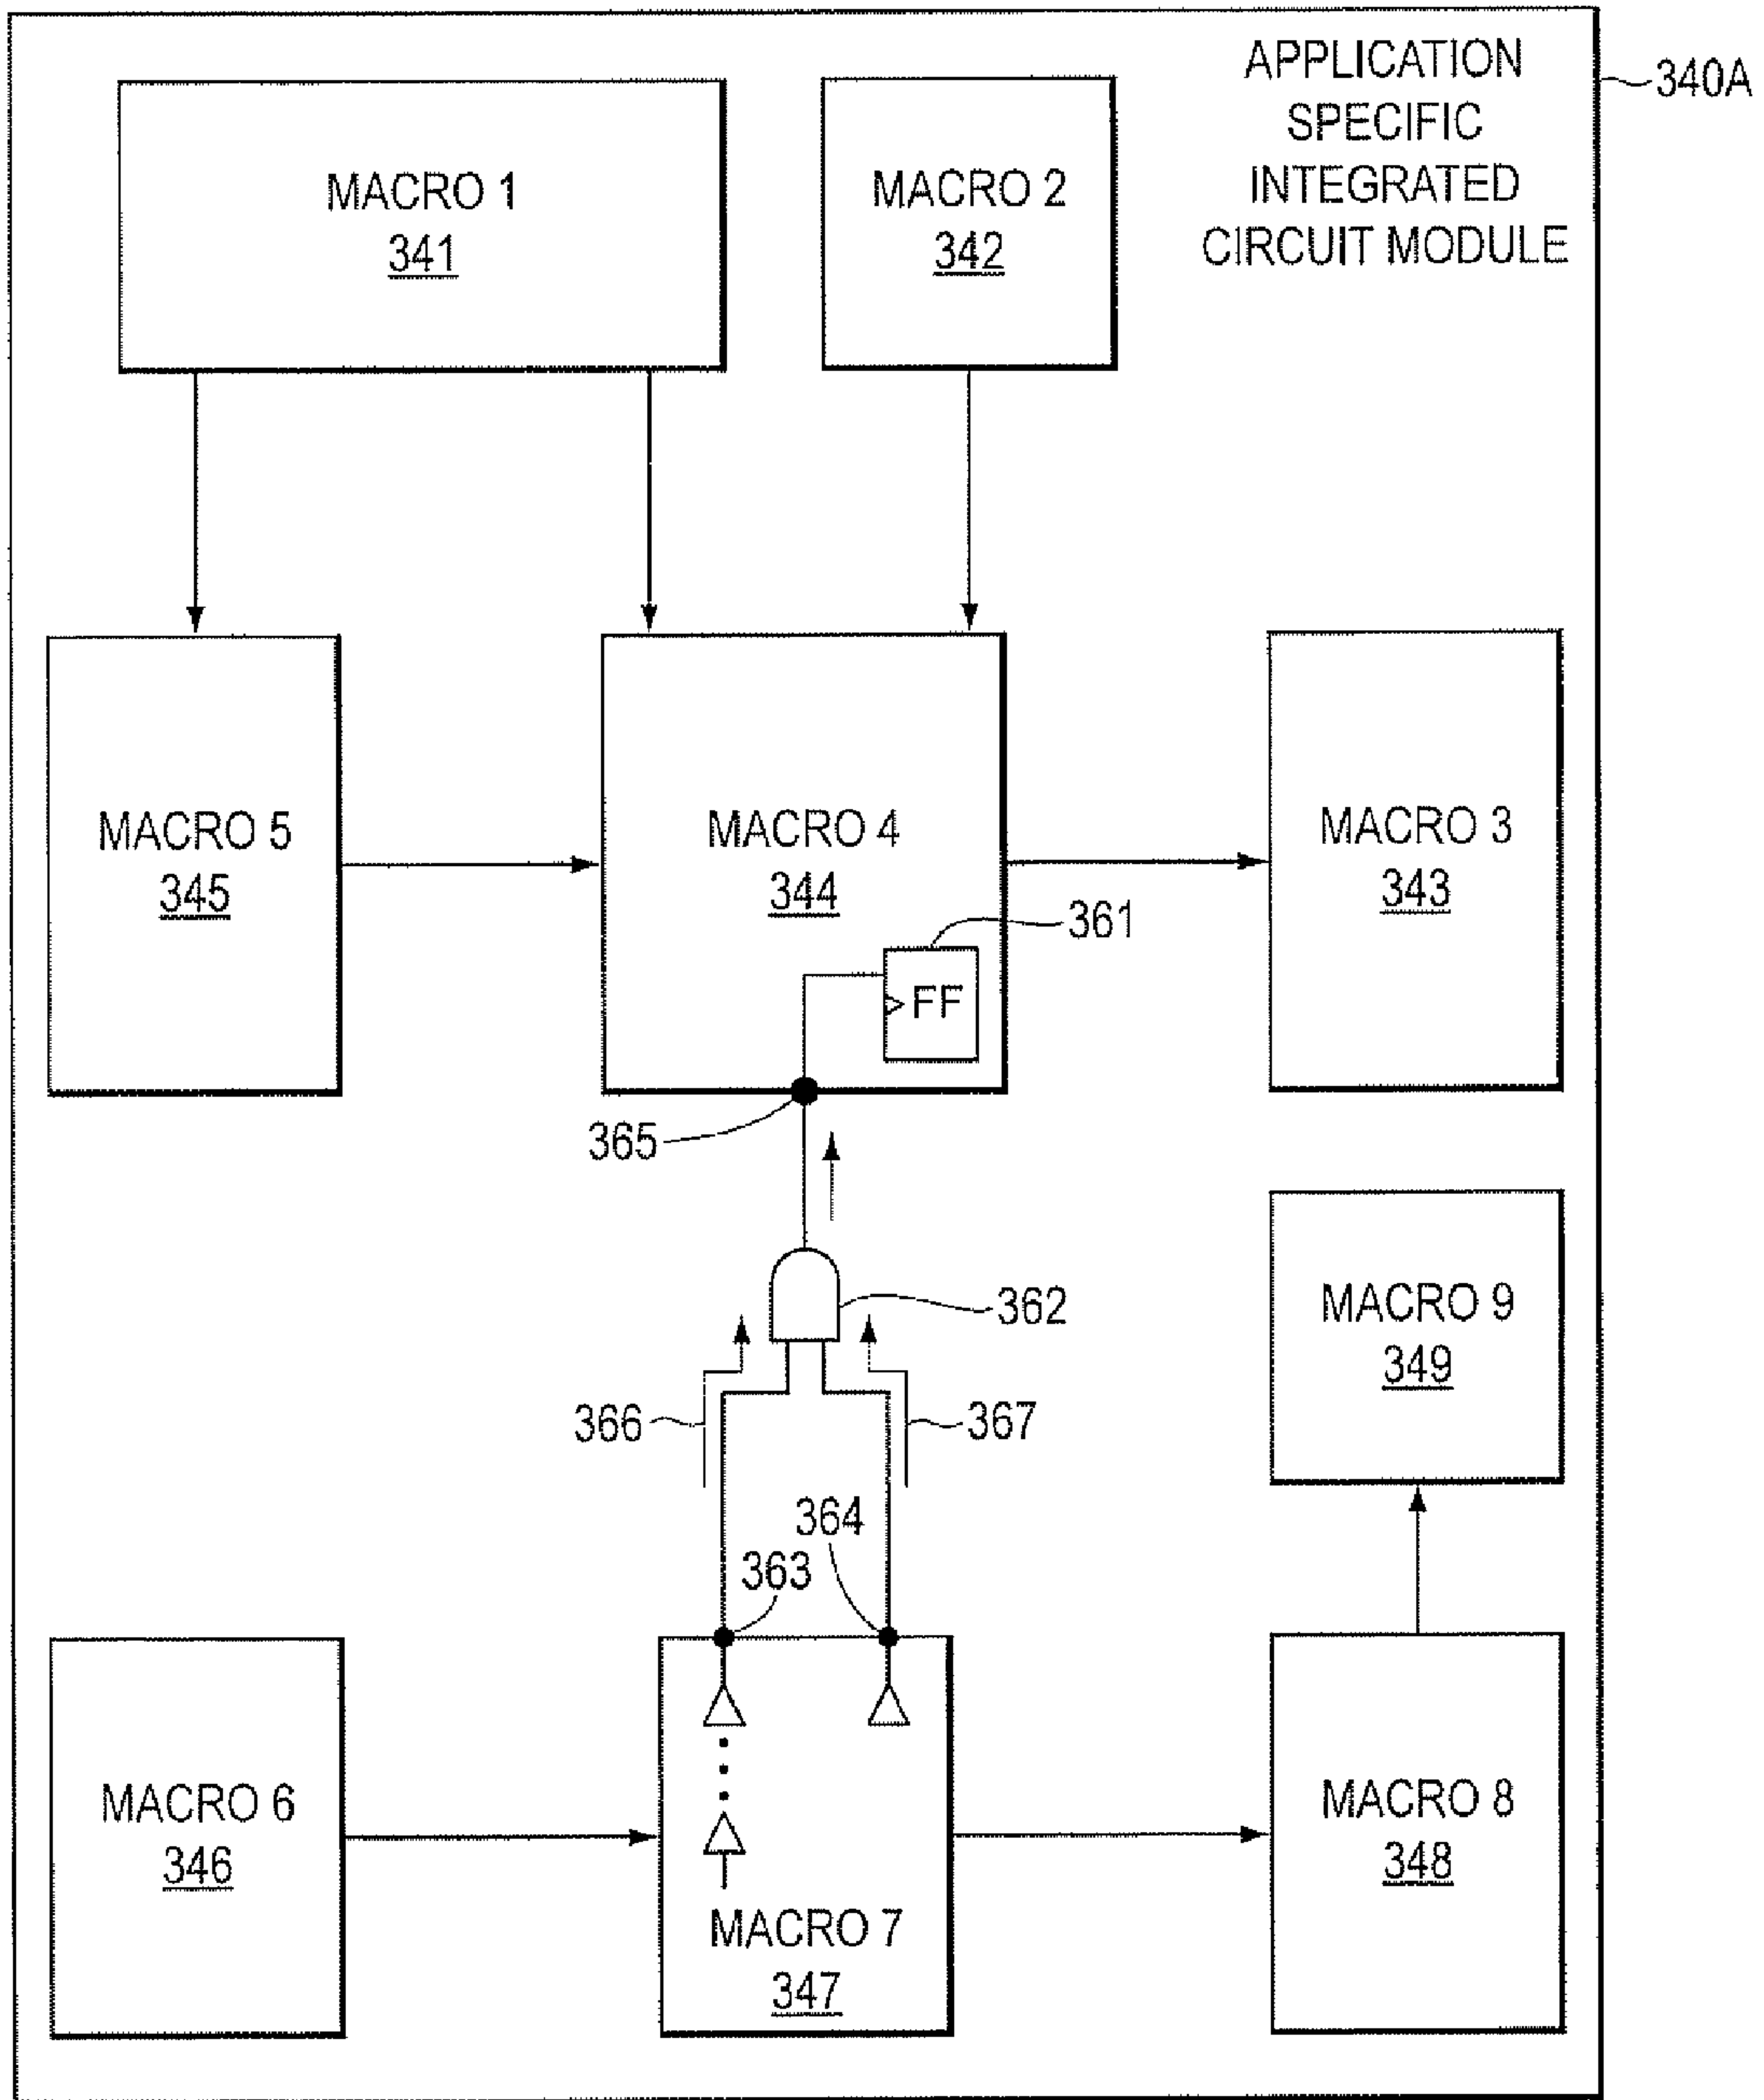 APPLICATION
SPECIFIC
INTEGRATED
CIRCUIT MODULE
340A
MACRO 1
341
MACRO 2
342
MACRO 5
345
MACRO 4
344
MACRO 3
343
361
FF
365
362
MACRO 9
349
366
367
364
363
MACRO 6
346
MACRO 7
347
MACRO 8
348